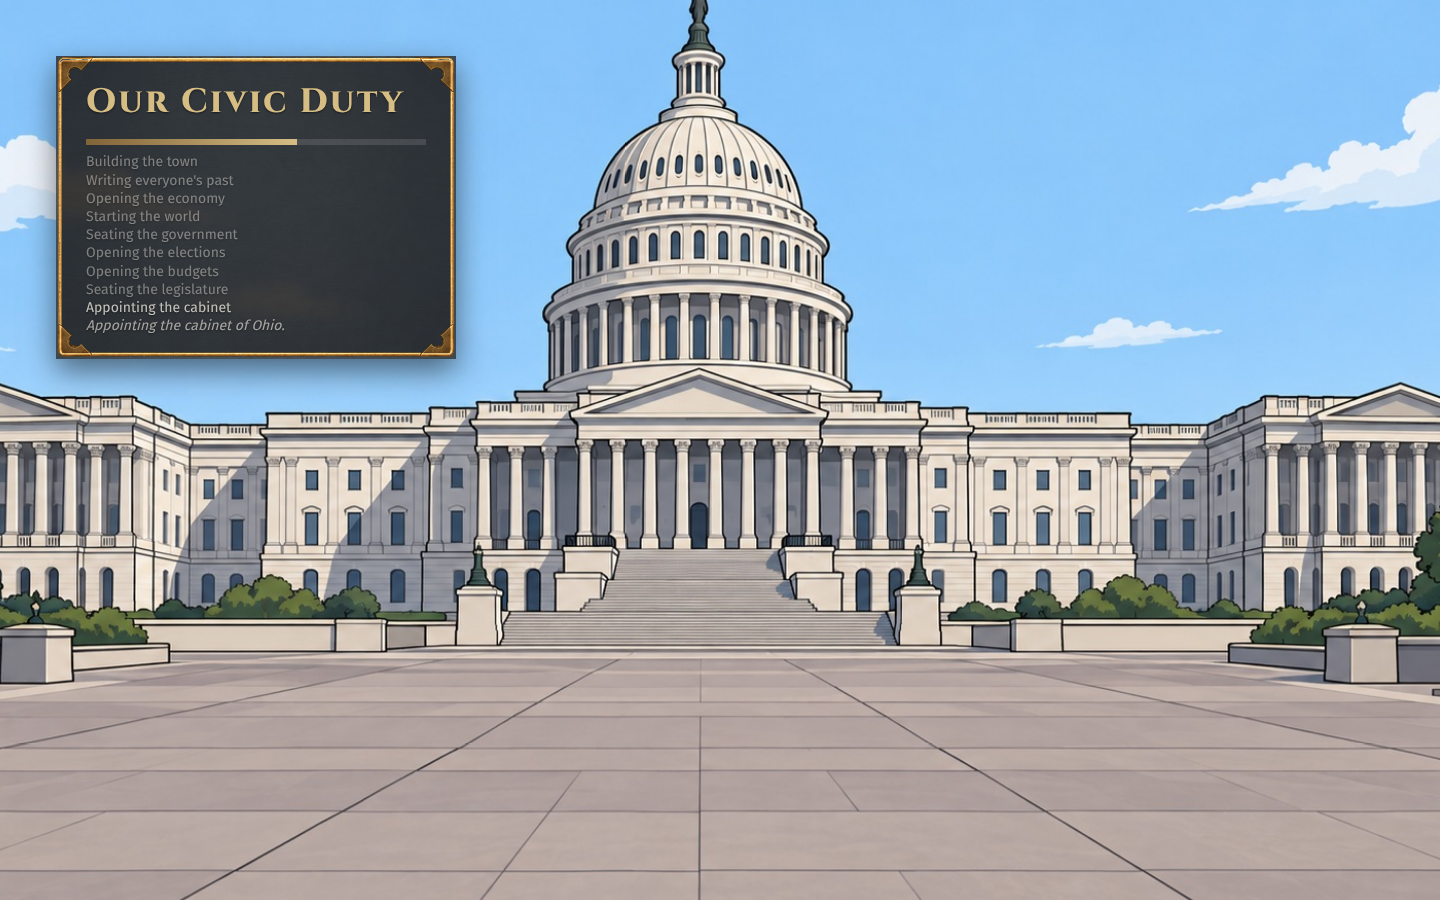 Our Civic Duty
Building the town
Writing everyone's past
Opening the economy
Starting the world
Seating the government
Opening the elections
Opening the budgets
Seating the legislature
Appointing the cabinet
Appointing the cabinet of Ohio.